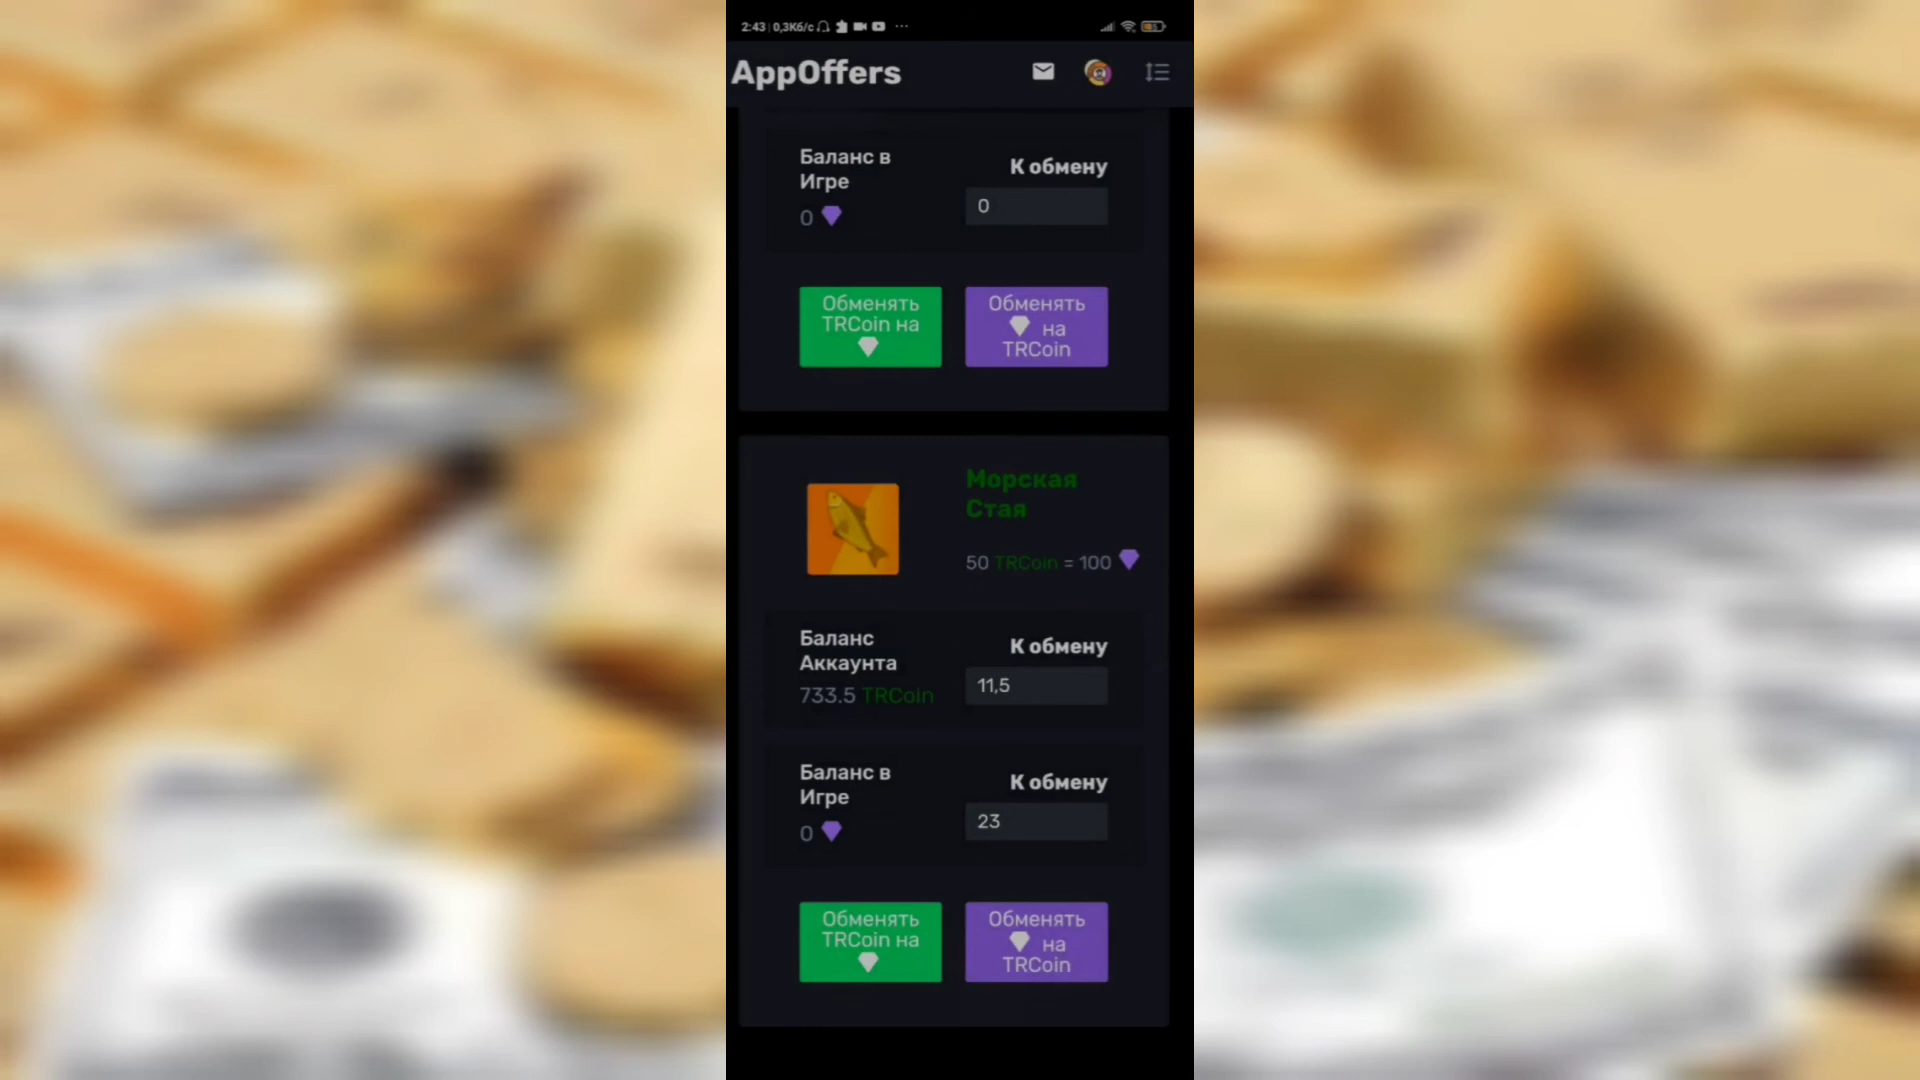 2:43 0,3Кб/с
AppOffers
Баланс в
Игре
0
К обмену
0
Обменять
TRCoin на
Обменять
на
TRCoin
Морская
Стая
50 TRCoin = 100
Баланс
Аккаунта
733.5 TRCoin
К обмену
11,5
Баланс в
Игре
0
К обмену
23
Обменять
TRCoin на
Обменять
на
TRCoin